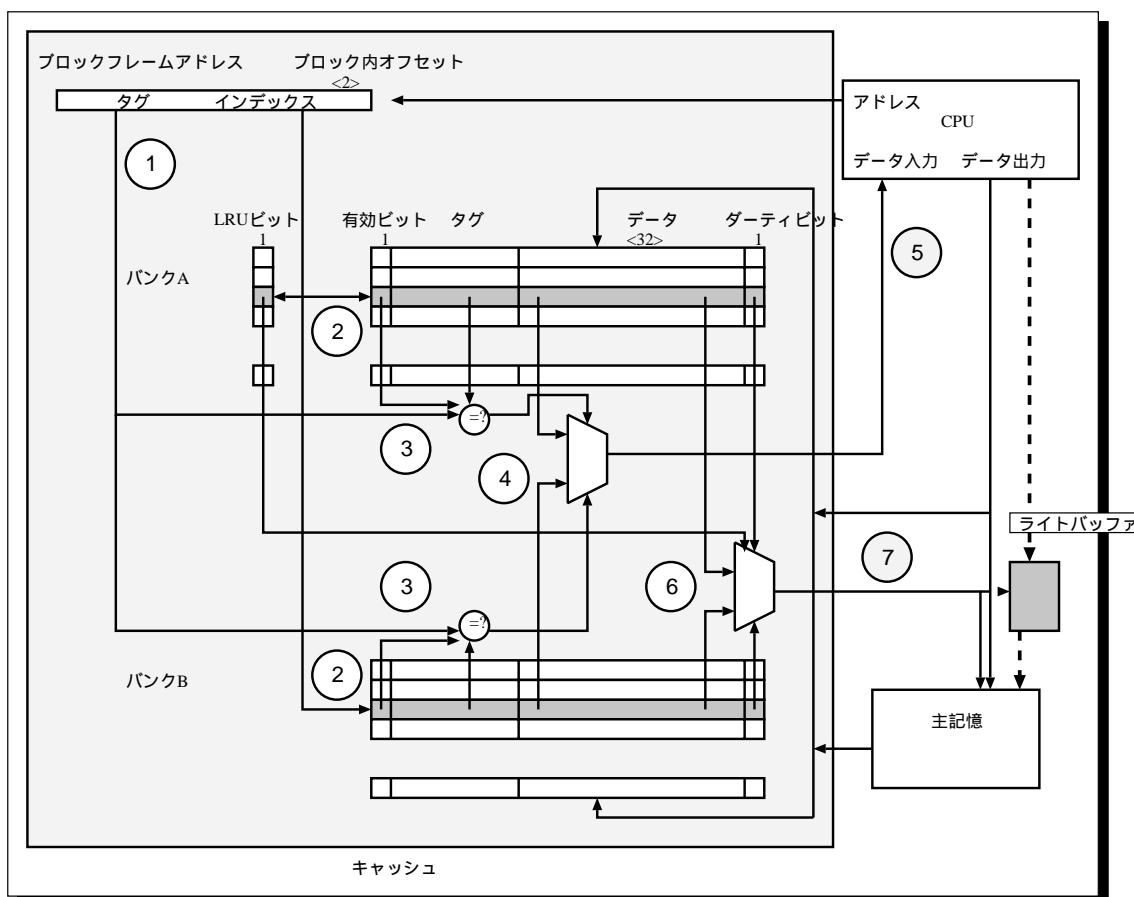 ブロックフレームアドレス ブロック内オフセット
<2>
タグ インデックス
アドレス
CPU
データ入力 データ出力
1
LRUビット 有効ビット タグ データ ダーティビット
1 1 <32> 1
バンクA
5
2
=?
3
4
ライトバッファ
7
3
6
=?
2
バンクB
主記憶
キャッシュ